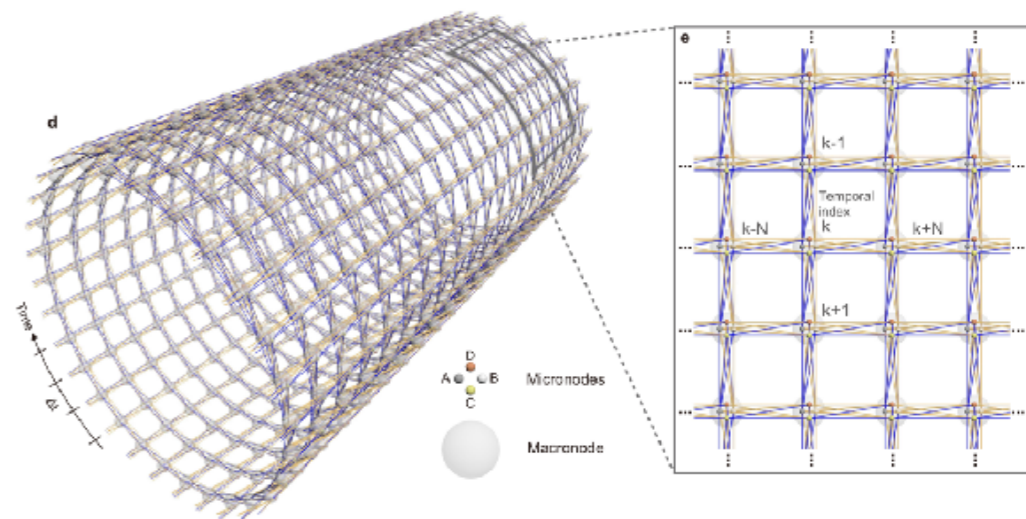 d
Time
Δt
D
A
B
C
Micronodes
Macronode
e
k-1
Temporal
index
k
k-N
k+N
k+1